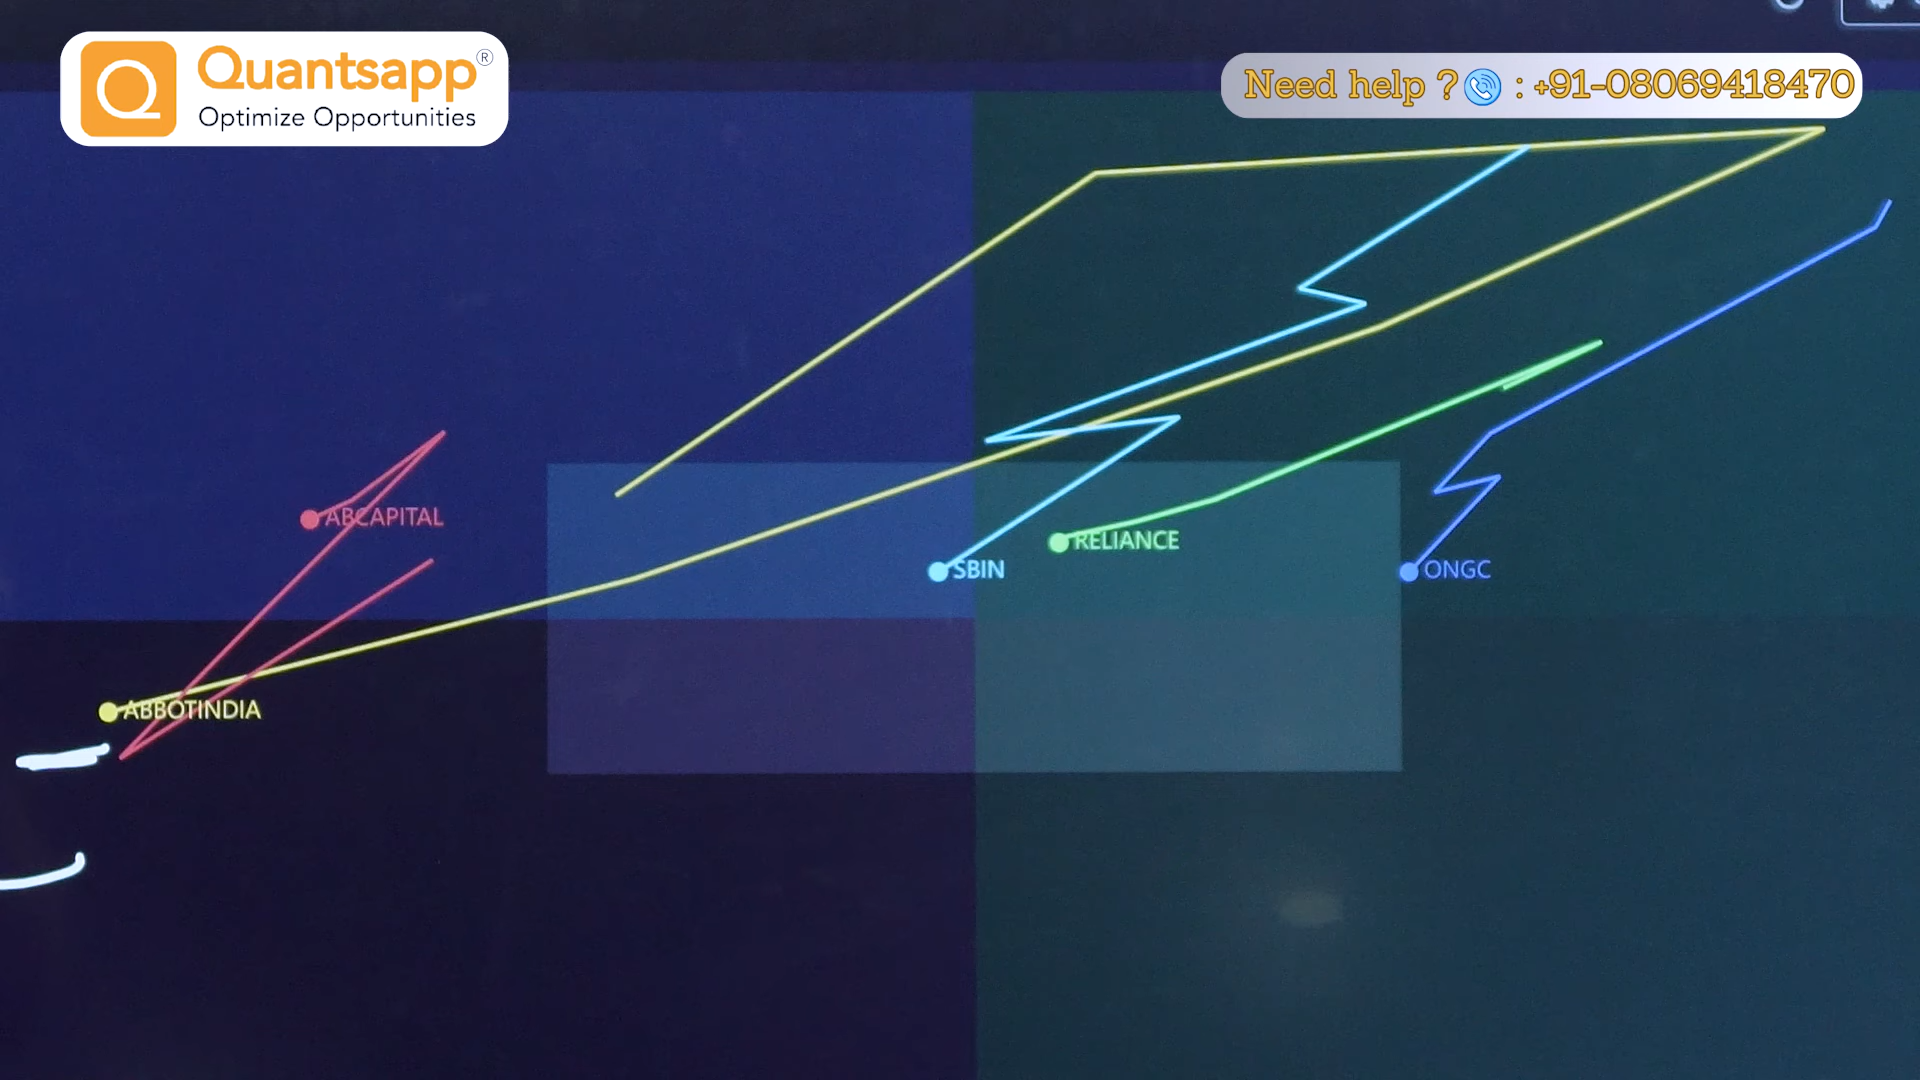 Quantsapp®
Optimize Opportunities
Need help ? : +91-08069418470
ABCAPITAL
RELIANCE
SBIN
ONGC
ABBOTINDIA